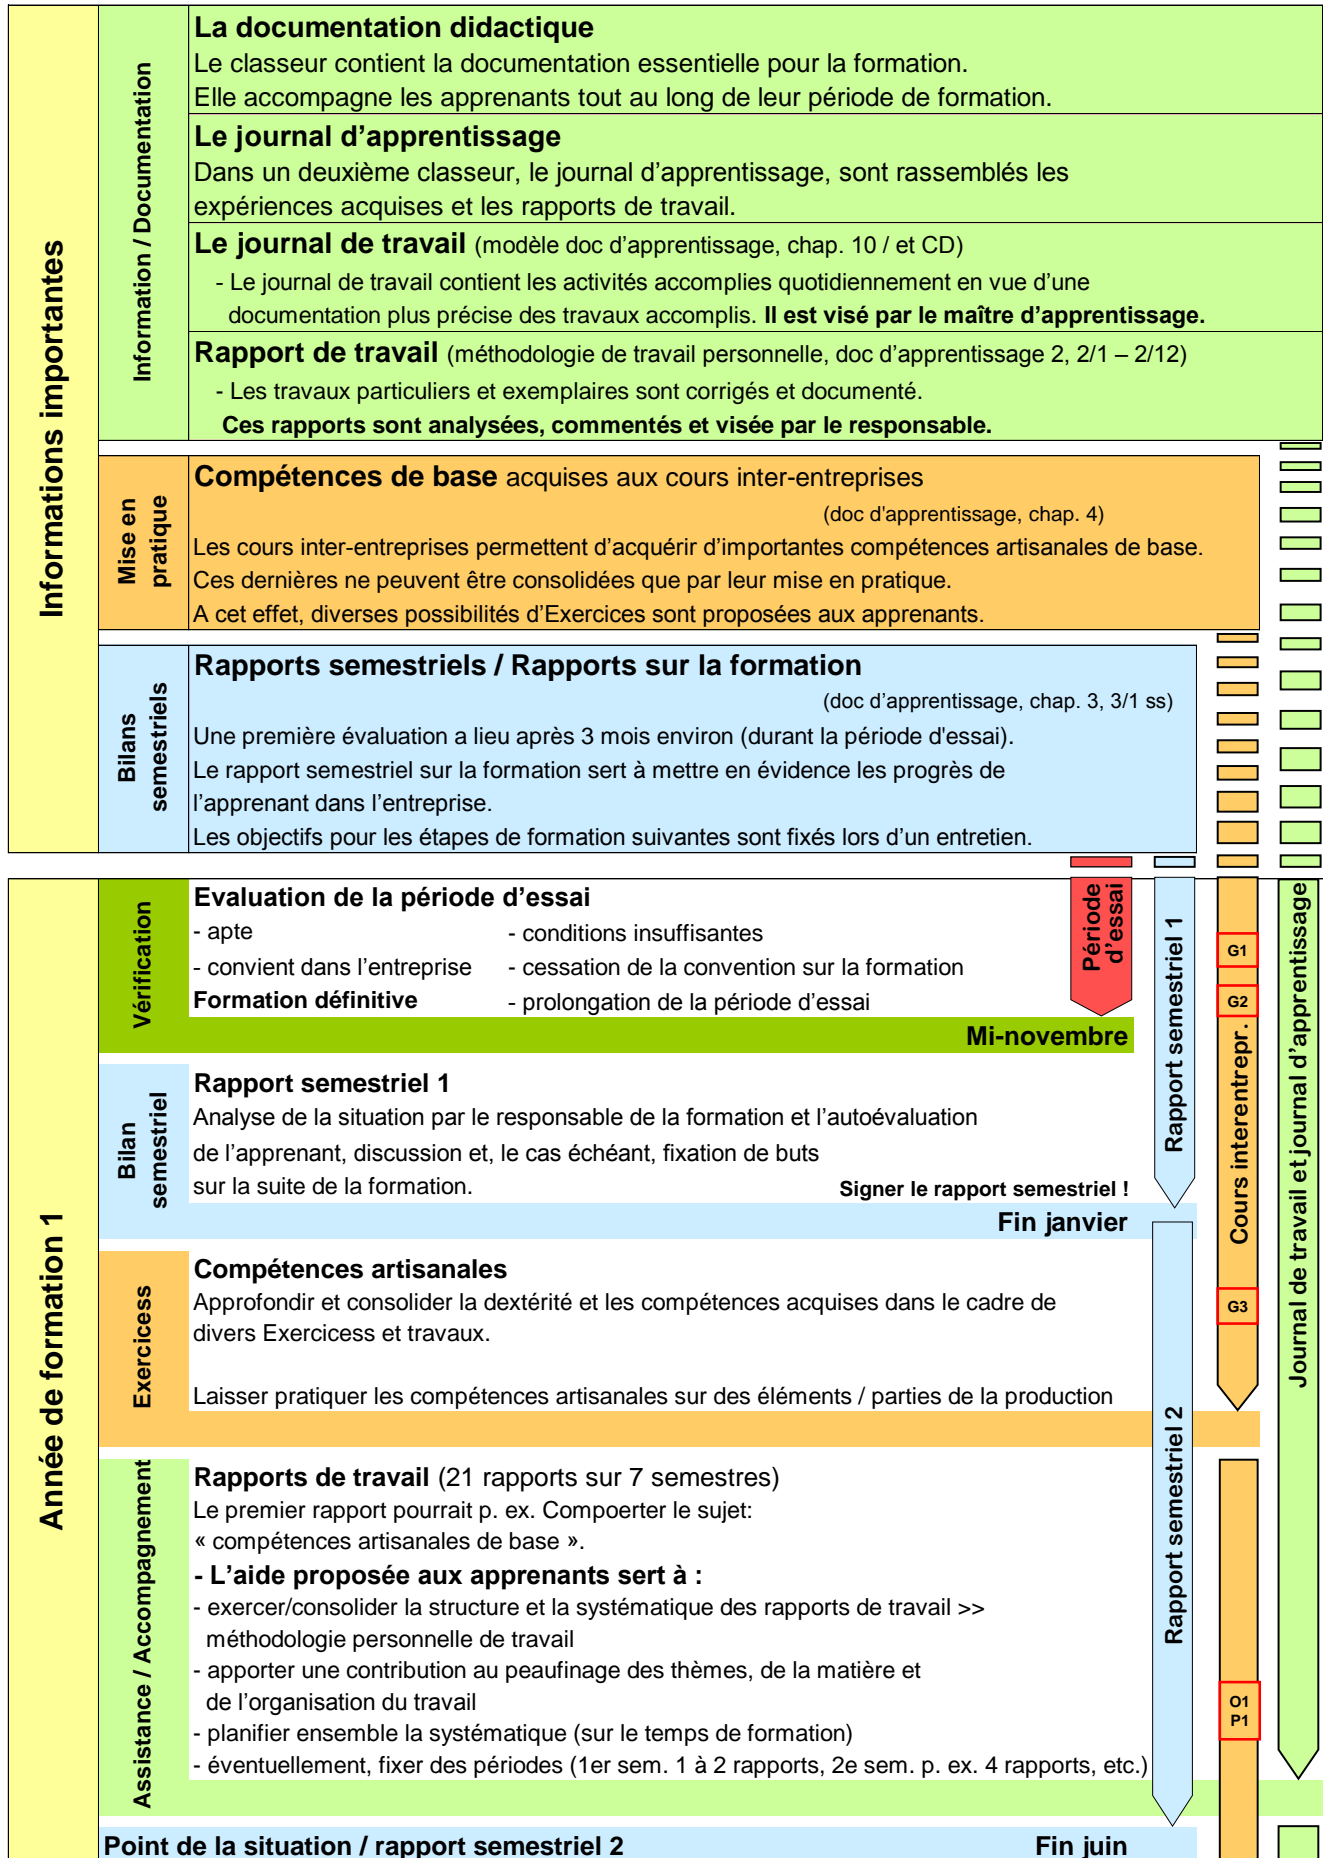 Informations importantes
Information / Documentation
La documentation didactique
Le classeur contient la documentation essentielle pour la formation.
Elle accompagne les apprenants tout au long de leur période de formation.
Le journal d’apprentissage
Dans un deuxième classeur, le journal d’apprentissage, sont rassemblés les
expériences acquises et les rapports de travail.
Le journal de travail (modèle doc d’apprentissage, chap. 10 / et CD)
- Le journal de travail contient les activités accomplies quotidiennement en vue d’une
documentation plus précise des travaux accomplis. Il est visé par le maître d’apprentissage.
Rapport de travail (méthodologie de travail personnelle, doc d’apprentissage 2, 2/1 – 2/12)
- Les travaux particuliers et exemplaires sont corrigés et documenté.
Ces rapports sont analysées, commentés et visée par le responsable.
Mise en
pratique
Compétences de base acquises aux cours inter-entreprises
(doc d'apprentissage, chap. 4)
Les cours inter-entreprises permettent d’acquérir d’importantes compétences artisanales de base.
Ces dernières ne peuvent être consolidées que par leur mise en pratique.
A cet effet, diverses possibilités d’Exercices sont proposées aux apprenants.
Bilans
semestriels
Rapports semestriels / Rapports sur la formation
(doc d’apprentissage, chap. 3, 3/1 ss)
Une première évaluation a lieu après 3 mois environ (durant la période d'essai).
Le rapport semestriel sur la formation sert à mettre en évidence les progrès de
l’apprenant dans l’entreprise.
Les objectifs pour les étapes de formation suivantes sont fixés lors d’un entretien.
Année de formation 1
Vérification
Evaluation de la période d’essai
- apte
- conditions insuffisantes
- convient dans l’entreprise
- cessation de la convention sur la formation
Formation définitive
- prolongation de la période d’essai
Mi-novembre
Période
d’essai
Rapport semestriel 1
Cours interentrepr.
G1
G2
G3
Journal de travail et journal d’apprentissage
Bilan
semestriel
Rapport semestriel 1
Analyse de la situation par le responsable de la formation et l’autoévaluation
de l’apprenant, discussion et, le cas échéant, fixation de buts
sur la suite de la formation.
Signer le rapport semestriel !
Fin janvier
Exercicess
Compétences artisanales
Approfondir et consolider la dextérité et les compétences acquises dans le cadre de
divers Exercicess et travaux.
Laisser pratiquer les compétences artisanales sur des éléments / parties de la production
Rapport semestriel 2
Assistance / Accompagnement
Rapports de travail (21 rapports sur 7 semestres)
Le premier rapport pourrait p. ex. Compoerter le sujet:
« compétences artisanales de base ».
- L’aide proposée aux apprenants sert à :
- exercer/consolider la structure et la systématique des rapports de travail >>
méthodologie personnelle de travail
- apporter une contribution au peaufinage des thèmes, de la matière et
de l’organisation du travail
- planifier ensemble la systématique (sur le temps de formation)
- éventuellement, fixer des périodes (1er sem. 1 à 2 rapports, 2e sem. p. ex. 4 rapports, etc.)
O1
P1
Point de la situation / rapport semestriel 2
Fin juin